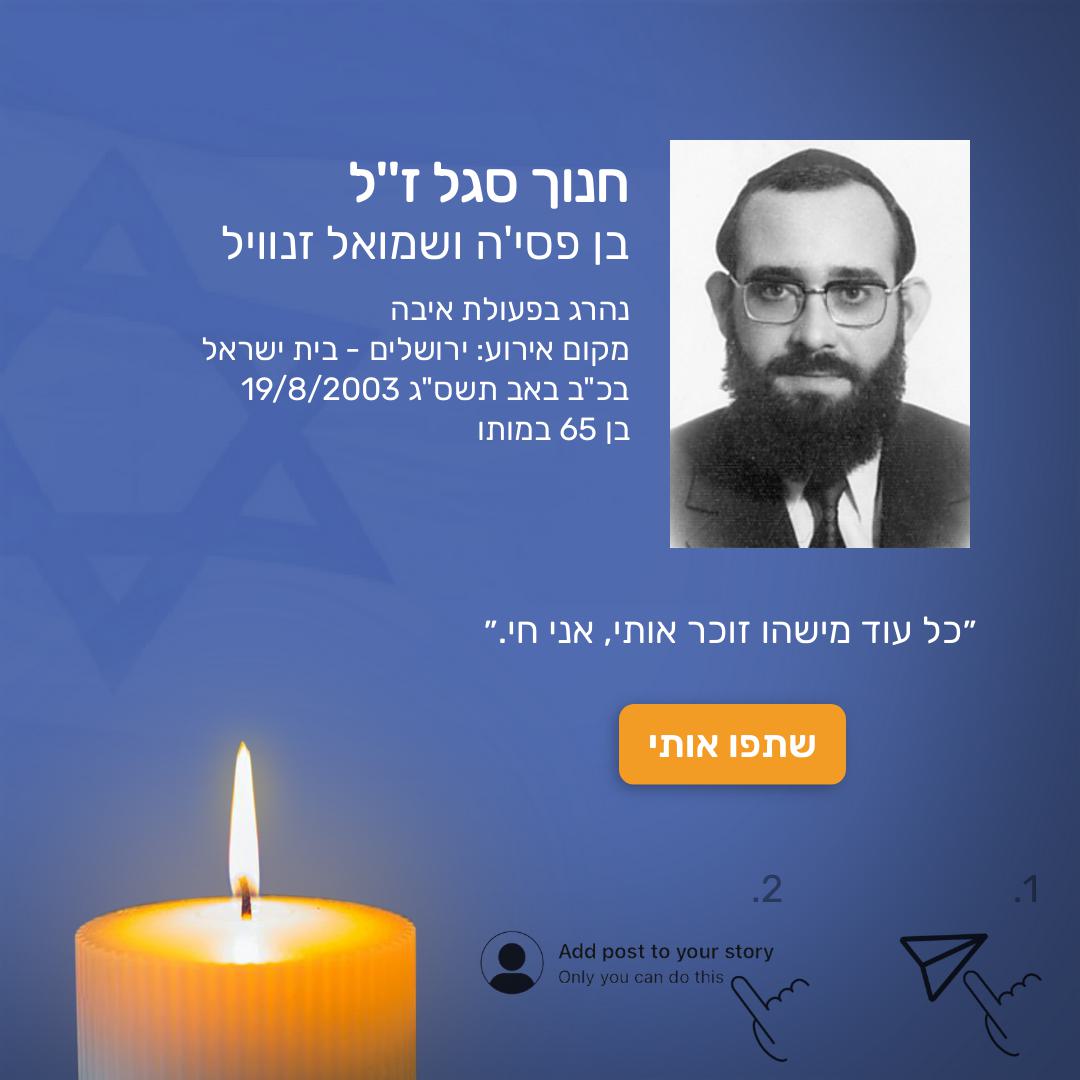 חנוך סגל ז"ל
בן פסי'ה ושמואל זנוויל
נהרג בפעולת איבה
מקום אירוע: ירושלים - בית ישראל
בכ"ב באב תשס"ג 19/8/2003
בן 65 במותו
״כל עוד מישהו זוכר אותי, אני חי.״
שתפו אותי
1.
2.
Add post to your story
Only you can do this